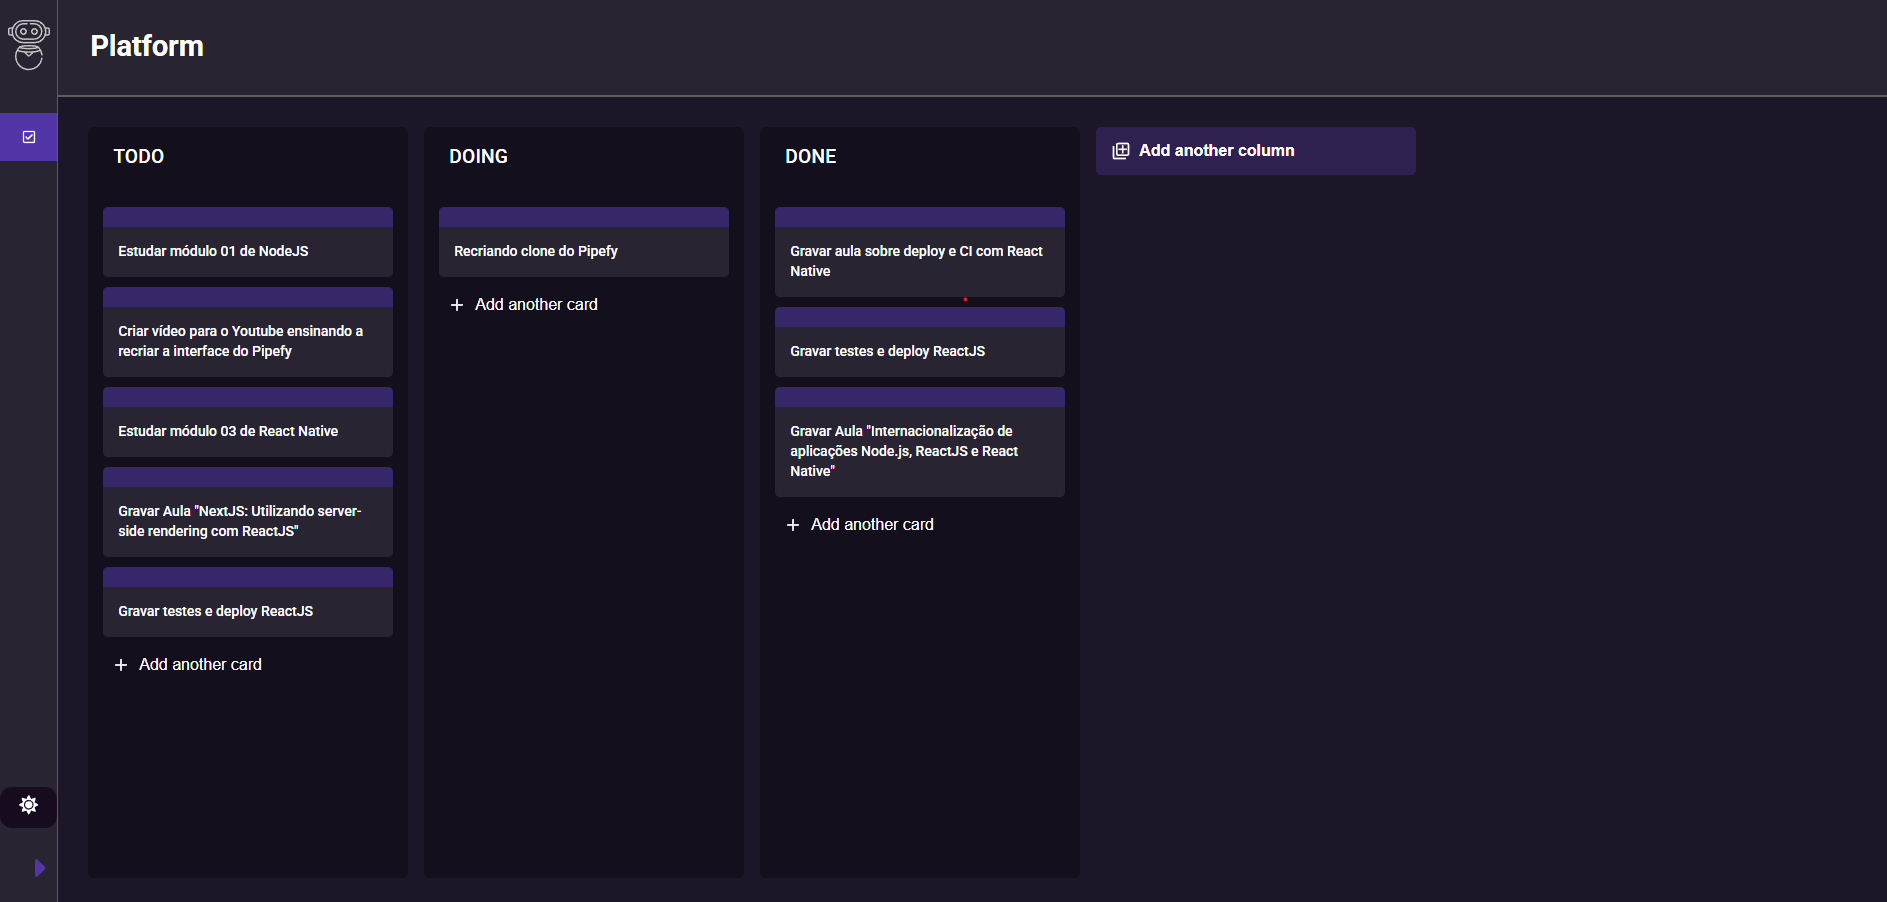 Platform
TODO
Estudar módulo 01 de NodeJS
Criar vídeo para o Youtube ensinando a
recriar a interface do Pipefy
Estudar módulo 03 de React Native
Gravar Aula "NextJS: Utilizando server-
side rendering com ReactJS"
Gravar testes e deploy ReactJS
Add another card
DOING
Recriando clone do Pipefy
Add another card
DONE
Gravar aula sobre deploy e CI com React
Native
Gravar testes e deploy ReactJS
Gravar Aula "Internacionalização de
aplicações Node.js, ReactJS e React
Native"
Add another card
Add another column